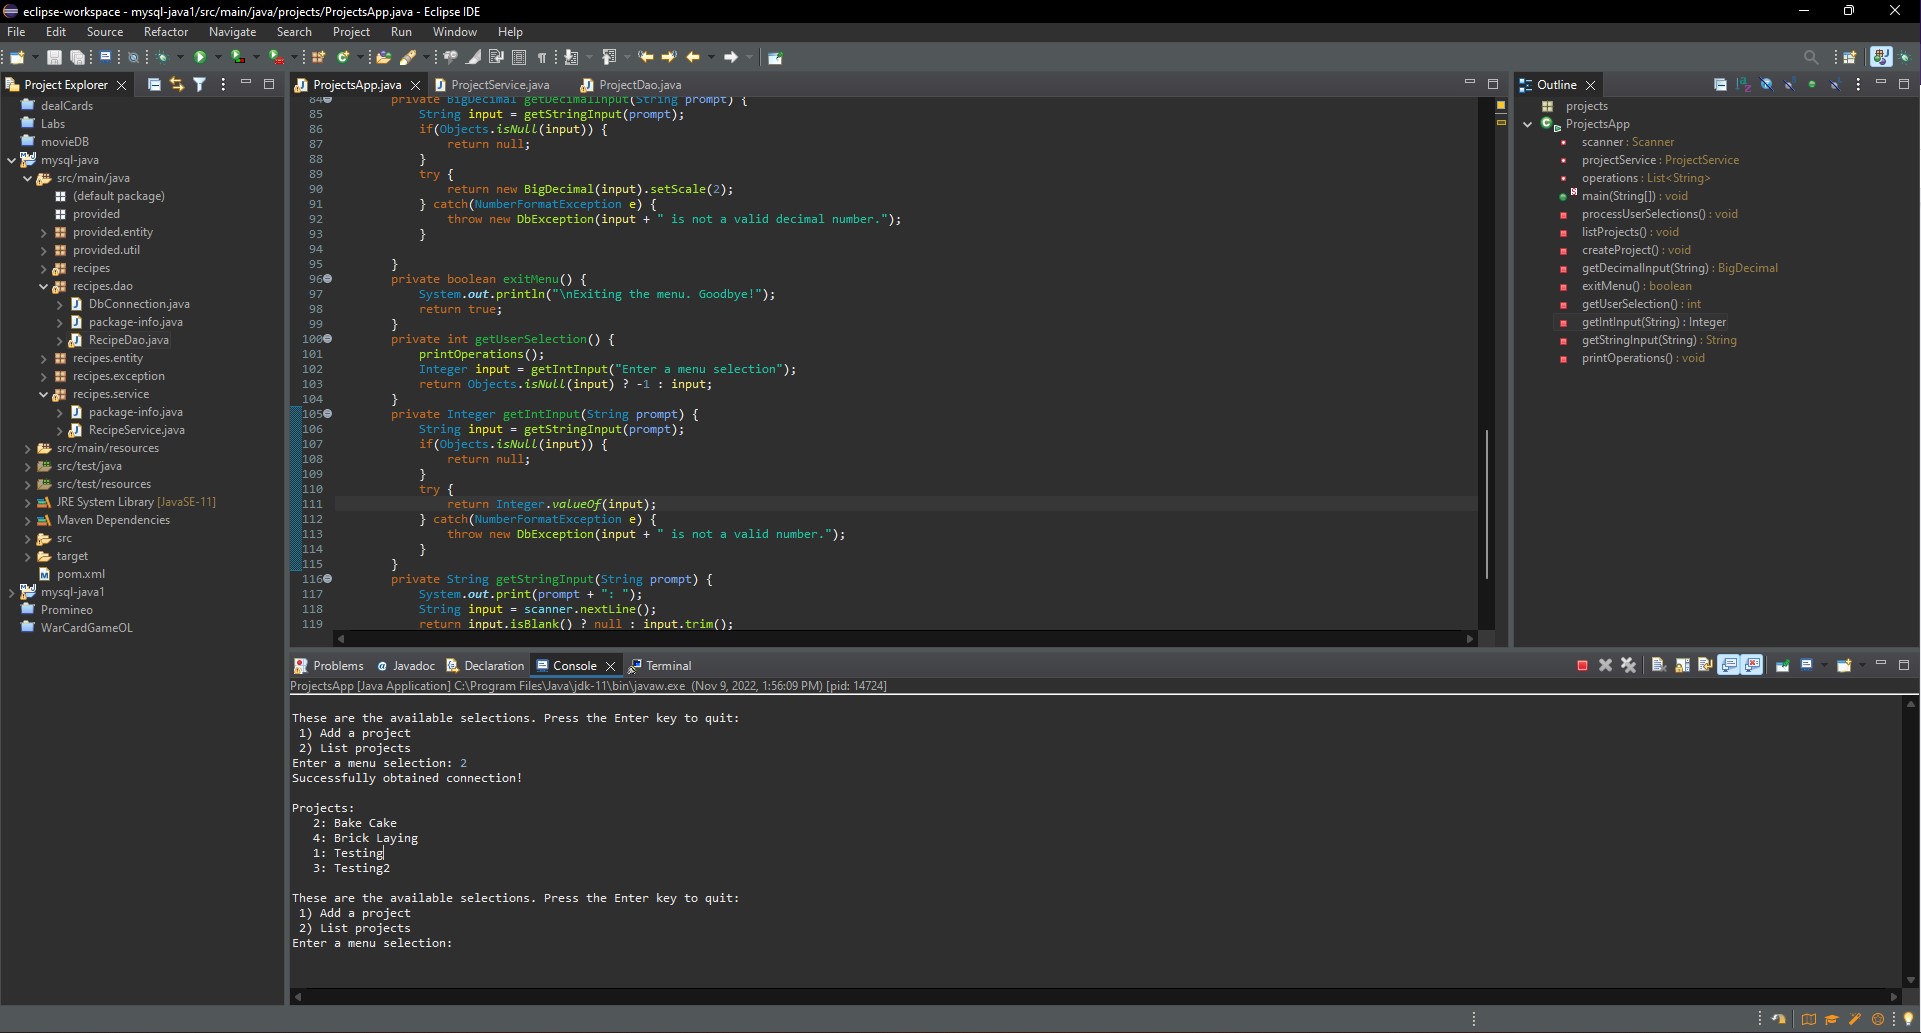 eclipse-workspace - mysql-java1/src/main/java/projects/ProjectsApp.java - Eclipse IDE
File Edit Source Refactor Navigate Search Project Run Window Help
Project Explorer
dealCards
Labs
movieDB
mysql-java
src/main/java
(default package)
provided
provided.entity
provided.util
recipes
recipes.dao
DbConnection.java
package-info.java
RecipeDao.java
recipes.entity
recipes.exception
recipes.service
package-info.java
RecipeService.java
src/main/resources
src/test/java
src/test/resources
JRE System Library [JavaSE-11]
Maven Dependencies
src
target
pom.xml
mysql-java1
Promineo
WarCardGameOL
ProjectsApp.java ProjectService.java ProjectDao.java
84 private BigDecimal getDecimalInput(String prompt) {
85 String input = getStringInput(prompt);
86 if(Objects.isNull(input)) {
87 return null;
88 }
89 try {
90 return new BigDecimal(input).setScale(2);
91 } catch(NumberFormatException e) {
92 throw new DbException(input + " is not a valid decimal number.");
93 }
94
95 }
96 private boolean exitMenu() {
97 System.out.println("\nExiting the menu. Goodbye!");
98 return true;
99 }
100 private int getUserSelection() {
101 printOperations();
102 Integer input = getIntInput("Enter a menu selection");
103 return Objects.isNull(input) ? -1 : input;
104 }
105 private Integer getIntInput(String prompt) {
106 String input = getStringInput(prompt);
107 if(Objects.isNull(input)) {
108 return null;
109 }
110 try {
111 return Integer.valueOf(input);
112 } catch(NumberFormatException e) {
113 throw new DbException(input + " is not a valid number.");
114 }
115 }
116 private String getStringInput(String prompt) {
117 System.out.print(prompt + ": ");
118 String input = scanner.nextLine();
119 return input.isBlank() ? null : input.trim();
Outline
projects
ProjectsApp
scanner : Scanner
projectService : ProjectService
operations : List<String>
main(String[]) : void
processUserSelections() : void
listProjects() : void
createProject() : void
getDecimalInput(String) : BigDecimal
exitMenu() : boolean
getUserSelection() : int
getIntInput(String) : Integer
getStringInput(String) : String
printOperations() : void
Problems Javadoc Declaration Console Terminal
ProjectsApp [Java Application] C:\Program Files\Java\jdk-11\bin\javaw.exe (Nov 9, 2022, 1:56:09 PM) [pid: 14724]
These are the available selections. Press the Enter key to quit:
1) Add a project
2) List projects
Enter a menu selection: 2
Successfully obtained connection!
Projects:
2: Bake Cake
4: Brick Laying
1: Testing
3: Testing2
These are the available selections. Press the Enter key to quit:
1) Add a project
2) List projects
Enter a menu selection: